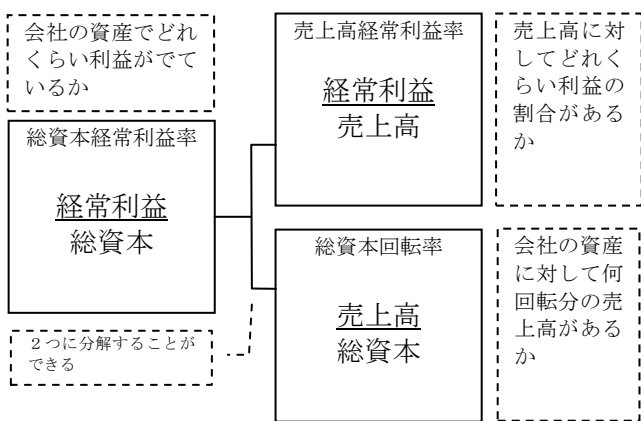 会社の資産でどれ
くらい利益がでて
いるか
総資本経常利益率
経常利益
総資本
２つに分解することが
できる
売上高経常利益率
経常利益
売上高
売上高に対
してどれく
らい利益の
割合がある
か
総資本回転率
売上高
総資本
会社の資産
に対して何
回転分の売
上高がある
か